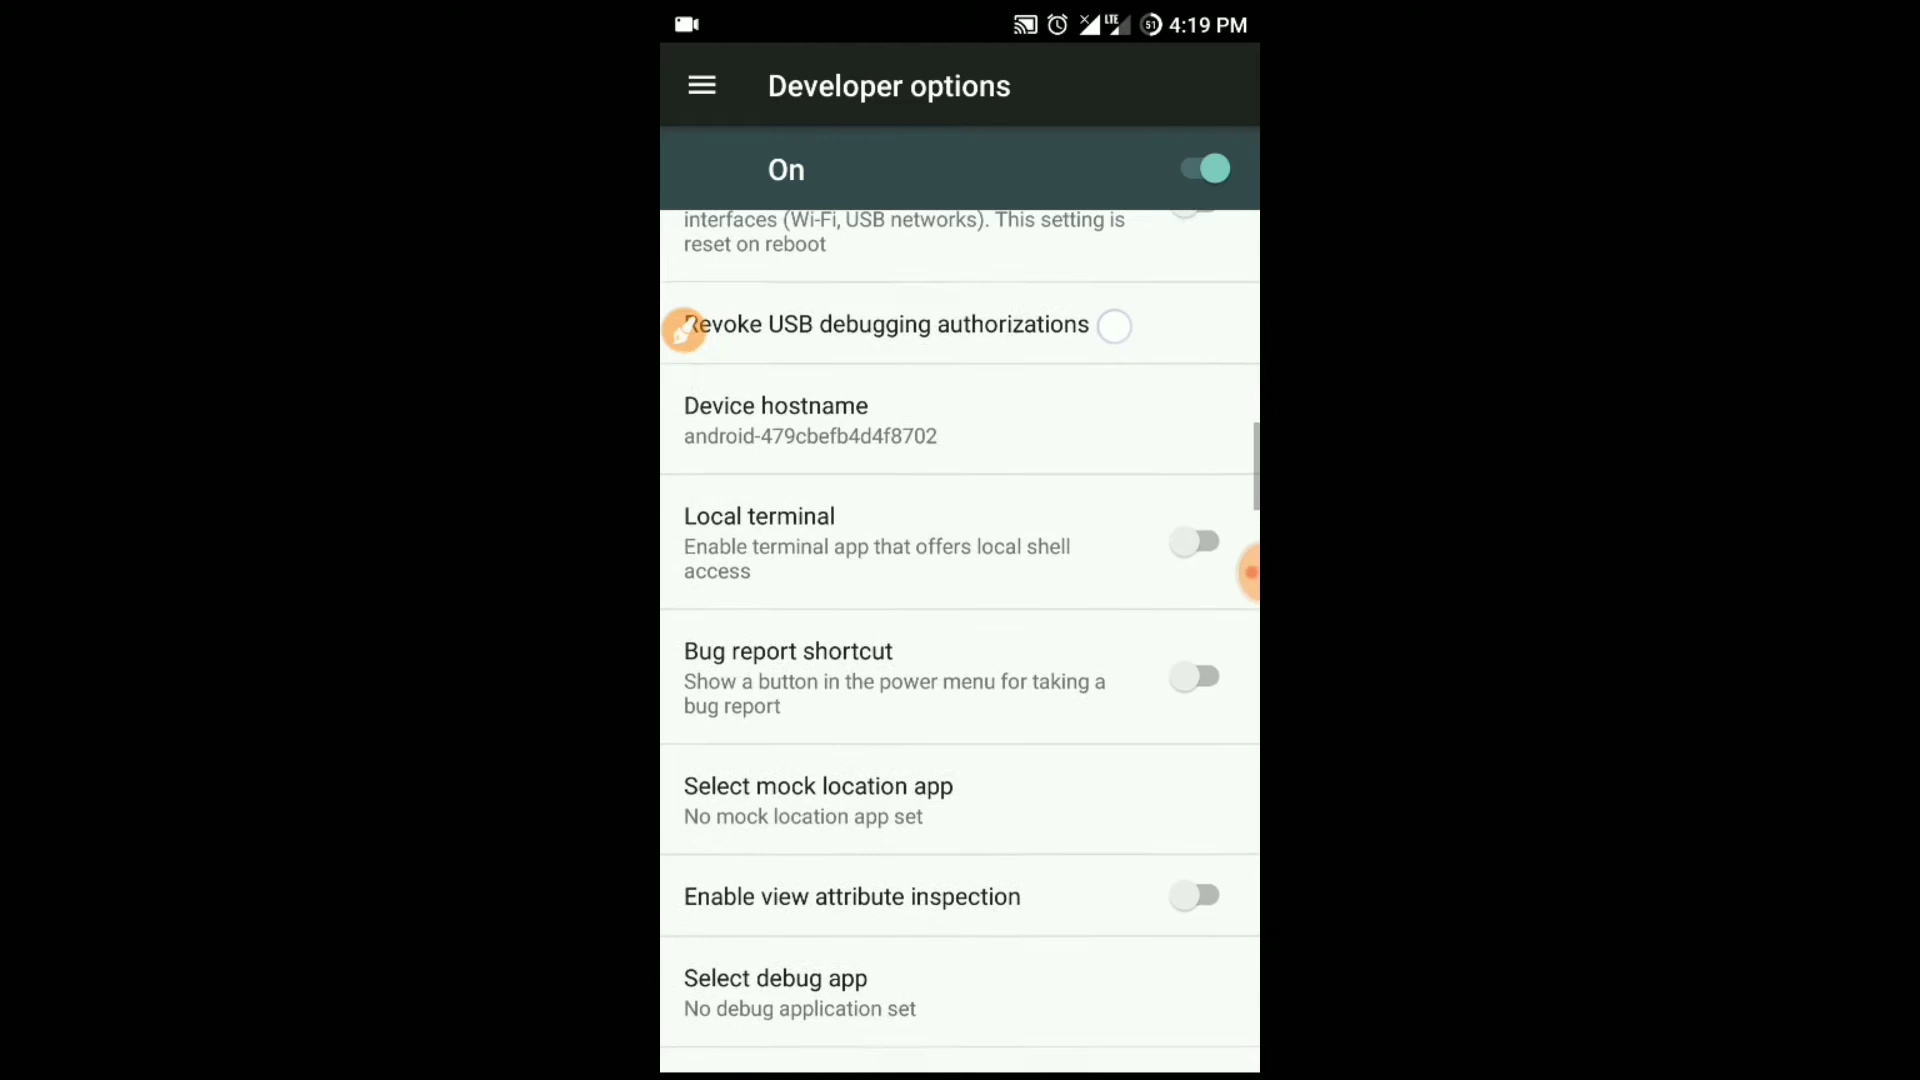 LTE 51 4:19 PM
Developer options
On
interfaces (Wi-Fi, USB networks). This setting is
reset on reboot
Revoke USB debugging authorizations
Device hostname
android-479cbefb4d4f8702
Local terminal
Enable terminal app that offers local shell
access
Bug report shortcut
Show a button in the power menu for taking a
bug report
Select mock location app
No mock location app set
Enable view attribute inspection
Select debug app
No debug application set